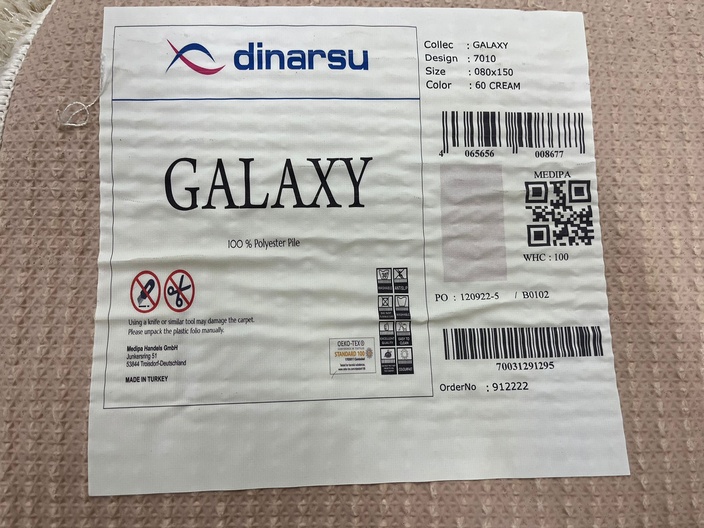 dinarsu
GALAXY
100 % Polyester Pile
Using a knife or similar tool may damage the carpet.
Please unpack the plastic folio manually.
Medipa Handels GmbH
Junkersring 51
53844 Troisdorf-Deutschland
MADE IN TURKEY
OEKO-TEX®
STANDARD 100
Collec : GALAXY
Design : 7010
Size : 080x150
Color : 60 CREAM
4 065656 008677
MEDIPA
WHC : 100
PO : 120922-5 / B0102
70031291295
OrderNo : 912222